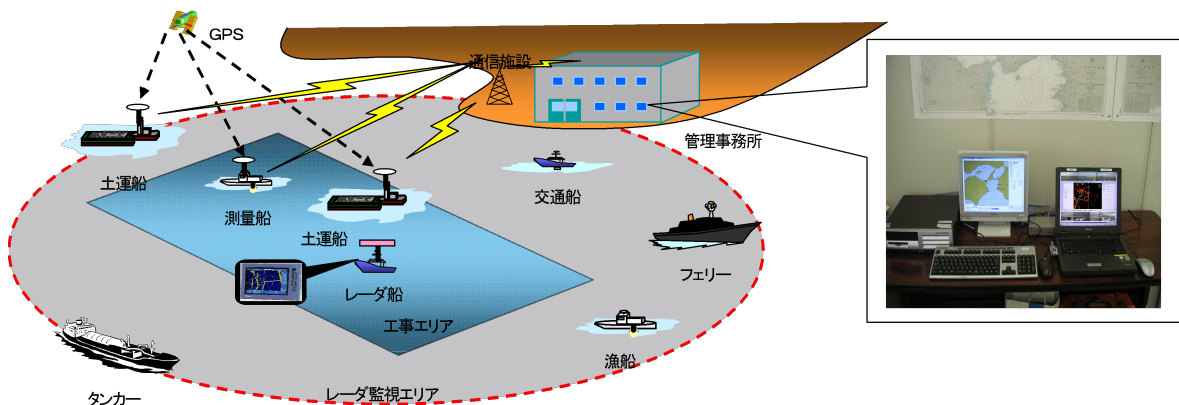 GPS
通信施設
管理事務所
土運船
測量船
交通船
土運船
フェリー
レーダ船
工事エリア
漁船
レーダ監視エリア
タンカー